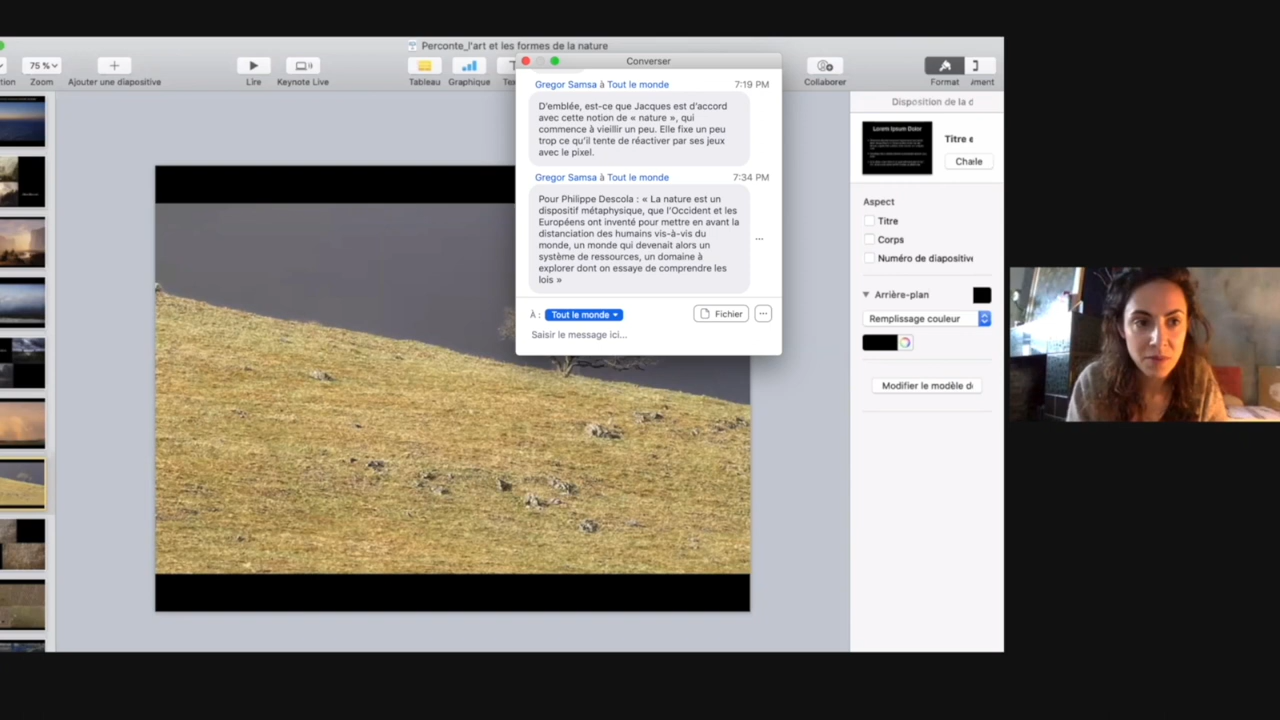 Perconte_l'art et les formes de la nature
75 %
Zoom
Ajouter une diapositive
Lire
Keynote Live
Tableau
Graphique
Collaborer
Format
Converser
Gregor Samsa à Tout le monde 7:19 PM
D'emblée, est-ce que Jacques est d'accord
avec cette notion de « nature », qui
commence à vieillir un peu. Elle fixe un peu
trop ce qu'il tente de réactiver par ses jeux
avec le pixel.
Gregor Samsa à Tout le monde 7:34 PM
Pour Philippe Descola : « La nature est un
dispositif métaphysique, que l'Occident et les
Européens ont inventé pour mettre en avant la
distanciation des humains vis-à-vis du
monde, un monde qui devenait alors un
système de ressources, un domaine à
explorer dont on essaye de comprendre les
lois »
À : Tout le monde
Fichier
Saisir le message ici...
Disposition de la d
Lorem Ipsum Dolor
Titre e
Aspect
Titre
Corps
Numéro de diapositive
Arrière-plan
Remplissage couleur
Modifier le modèle d